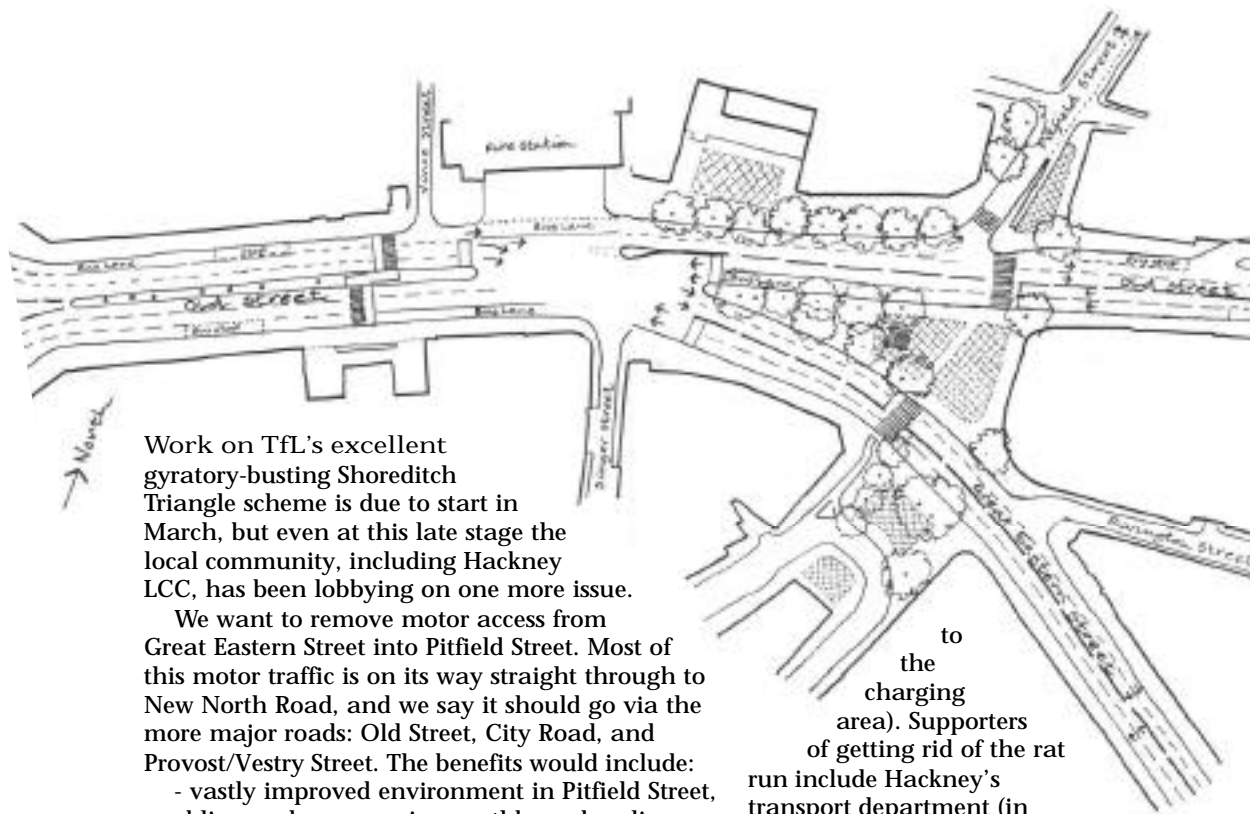 Pitfield Street
Vince Street
Fire Station
Bus Lane
Bus Lane
Old Street
Bus Lane
Bus Lane
Old Street
Singer Street
Great Eastern Street
Rivington Street
North
Work on TfL's excellent
gyratory-busting Shoreditch
Triangle scheme is due to start in
March, but even at this late stage the
local community, including Hackney
LCC, has been lobbying on one more issue.
We want to remove motor access from
Great Eastern Street into Pitfield Street. Most of
this motor traffic is on its way straight through to
New North Road, and we say it should go via the
more major roads: Old Street, City Road, and
Provost/Vestry Street. The benefits would include:
- vastly improved environment in Pitfield Street,
to
the
charging
area). Supporters
of getting rid of the rat
run include Hackney's
transport department (in